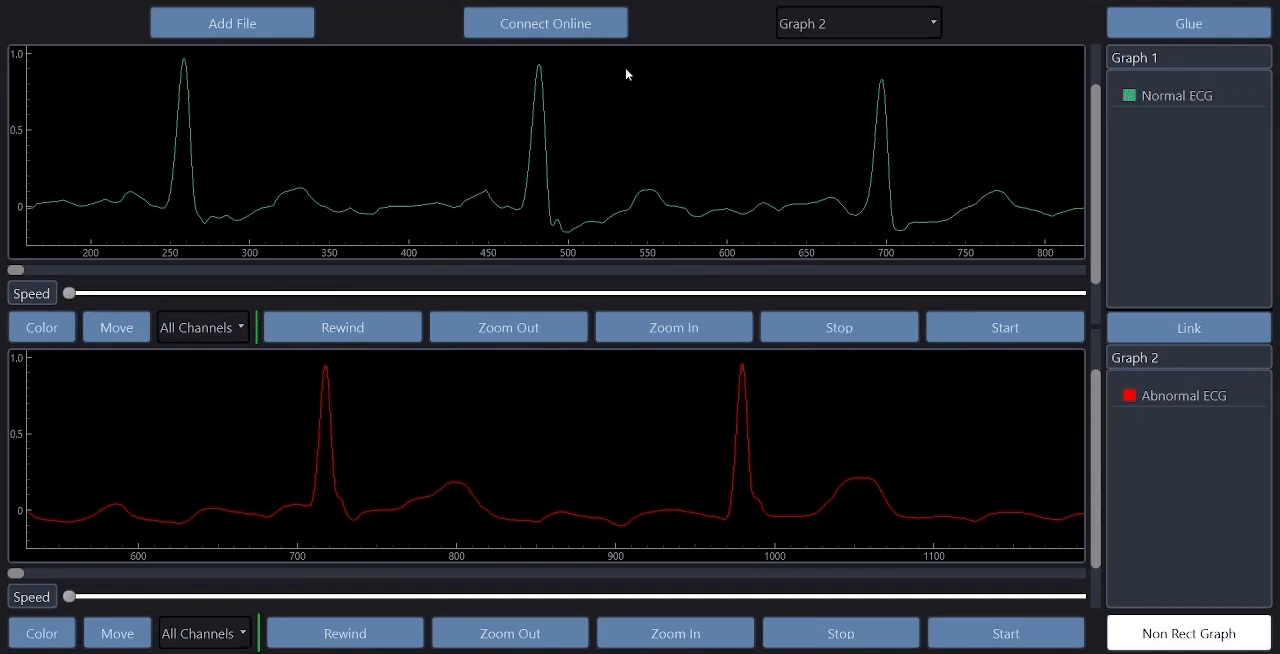 Add File
Connect Online
Graph 2
Glue
1.0
0.5
0
200 250 300 350 400 450 500 550 600 650 700 750 800
Graph 1
Normal ECG
Speed
Color
Move
All Channels
Rewind
Zoom Out
Zoom In
Stop
Start
Link
1.0
0.5
0
600 700 800 900 1000 1100
Graph 2
Abnormal ECG
Speed
Color
Move
All Channels
Rewind
Zoom Out
Zoom In
Stop
Start
Non Rect Graph